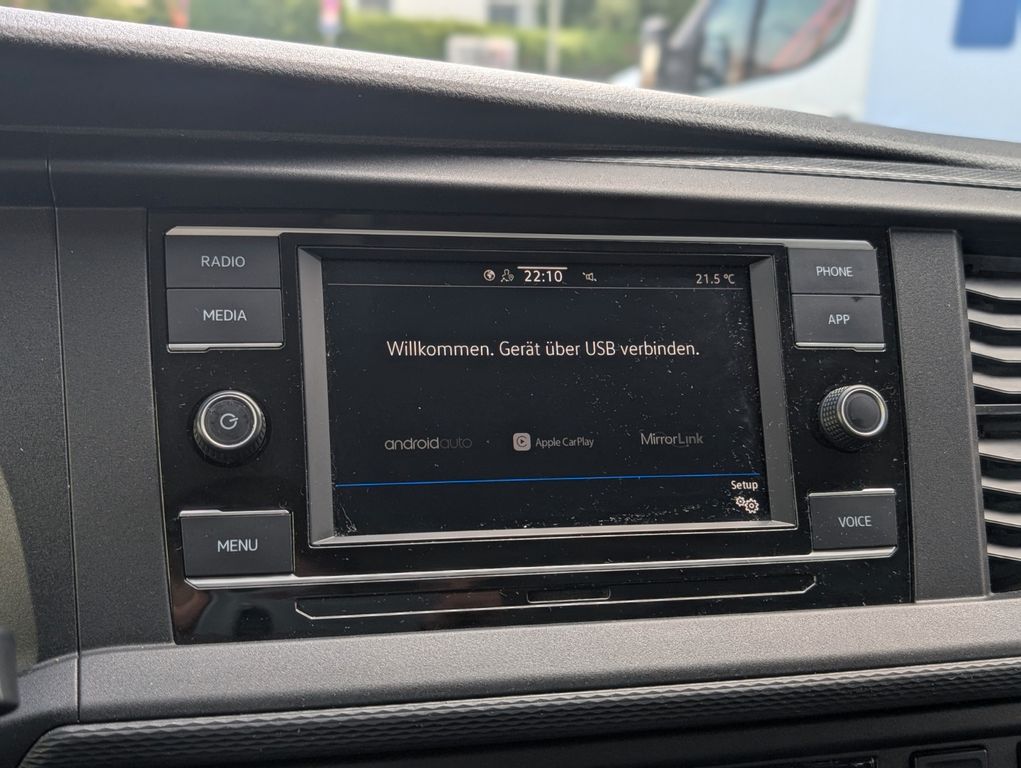 RADIO
MEDIA
MENU
22:10
21.5 °C
Willkommen. Gerät über USB verbinden.
androidauto
Apple CarPlay
MirrorLink
Setup
PHONE
APP
VOICE